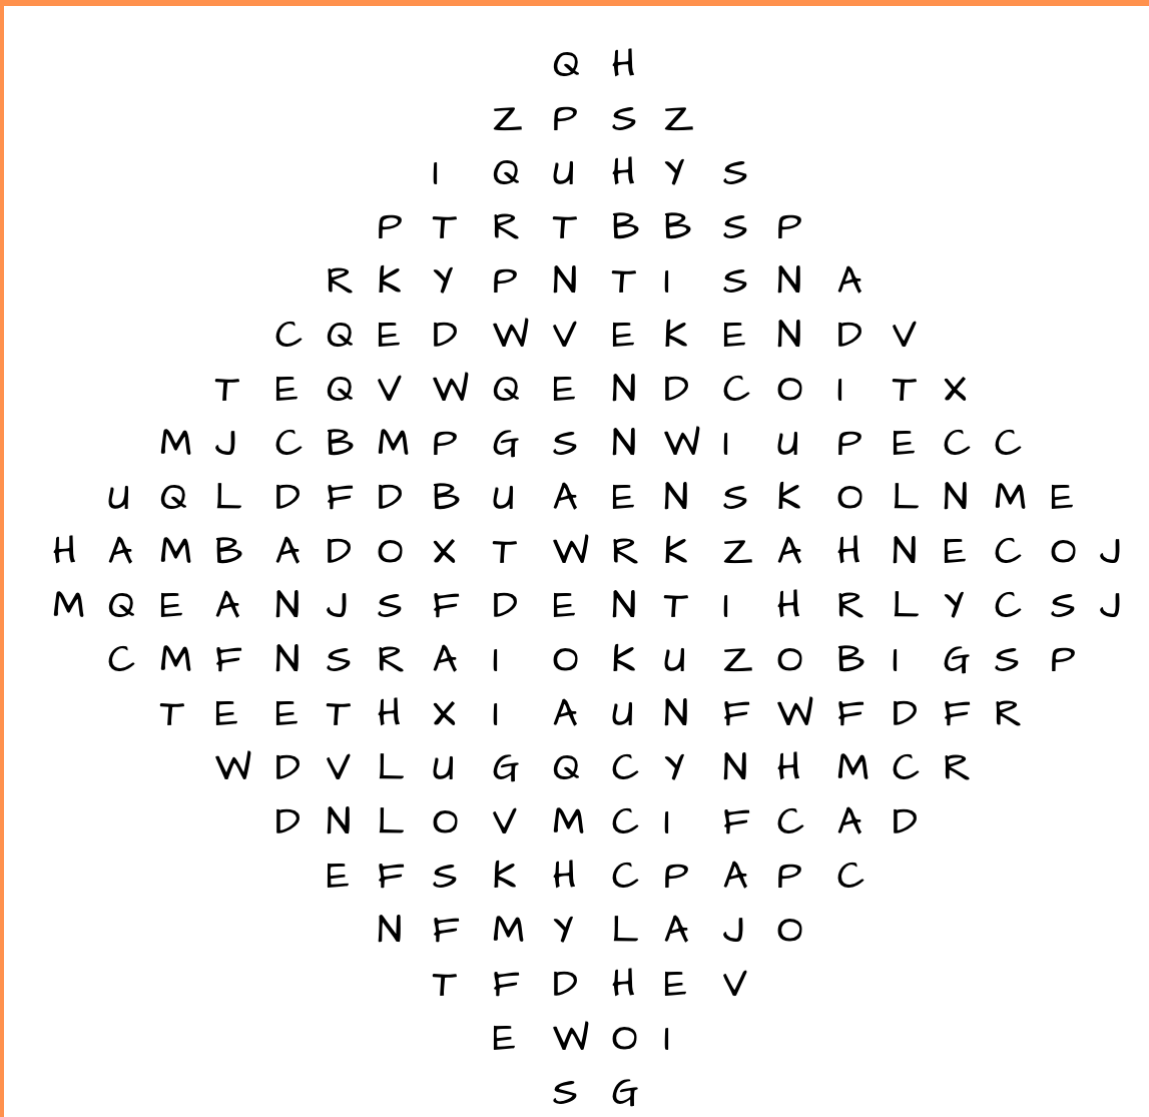 Q H
Z P S Z
I Q U H Y S
P T R T B B S P
R K Y P N T I S N A
C Q E D W V E K E N D V
T E Q V W Q E N D C O I T X
M J C B M P G S N W I U P E C C
U Q L D F D B U A E N S K O L N M E
H A M B A D O X T W R K Z A H N E C O J
M Q E A N J S F D E N T I H R L Y C S J
C M F N S R A I O K U Z O B I G S P
T E E T H X I A U N F W F D F R
W D V L U G Q C Y N H M C R
D N L O V M C I F C A D
E F S K H C P A P C
N F M Y L A J O
T F D H E V
E W O I
S G